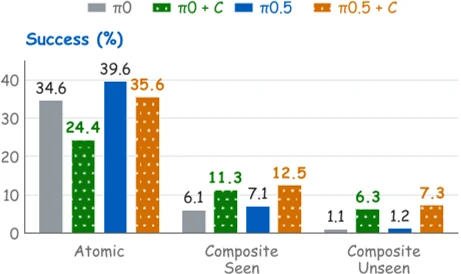 π0 π0 + C π0.5 π0.5 + C
Success (%)
40
30
20
10
0
34.6 24.4 39.6 35.6
6.1 11.3 7.1 12.5
1.1 6.3 1.2 7.3
Atomic Composite Seen Composite Unseen